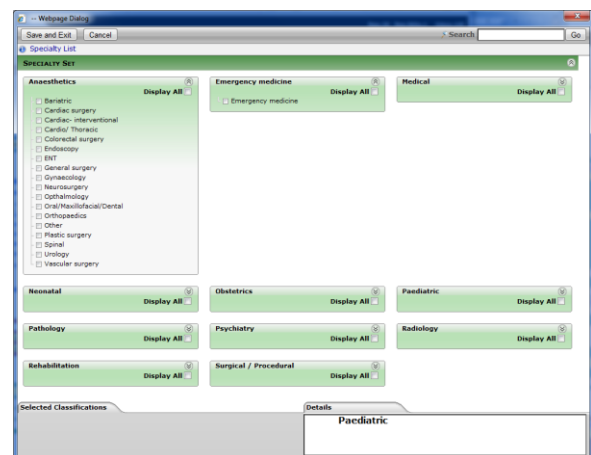 -- Webpage Dialog
Save and Exit Cancel Search Go
Specialty List
SPECIALTY SET
Anaesthetics
Display All
Bariatric
Cardiac surgery
Cardiac- interventional
Cardio/ Thoracic
Colorectal surgery
Endoscopy
ENT
General surgery
Gynaecology
Neurosurgery
Opthalmology
Oral/Maxillofacial/Dental
Orthopaedics
Other
Plastic surgery
Spinal
Urology
Vascular surgery
Emergency medicine
Display All
Emergency medicine
Medical
Display All
Neonatal
Display All
Obstetrics
Display All
Paediatric
Display All
Pathology
Display All
Psychiatry
Display All
Radiology
Display All
Rehabilitation
Display All
Surgical / Procedural
Display All
Selected Classifications
Details
Paediatric